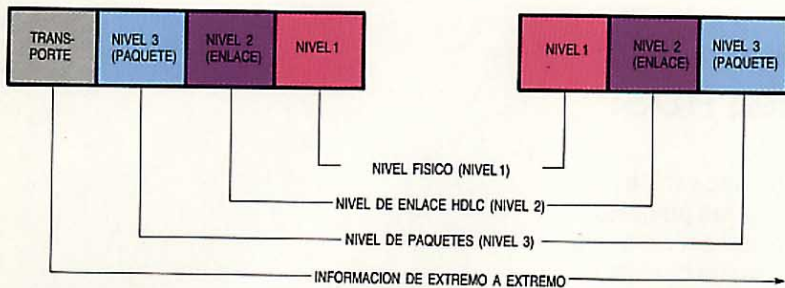 TRANS-
PORTE
NIVEL 3
(PAQUETE)
NIVEL 2
(ENLACE)
NIVEL 1
NIVEL 1
NIVEL 2
(ENLACE)
NIVEL 3
(PAQUETE)
NIVEL FISICO (NIVEL 1)
NIVEL DE ENLACE HDLC (NIVEL 2)
NIVEL DE PAQUETES (NIVEL 3)
INFORMACION DE EXTREMO A EXTREMO